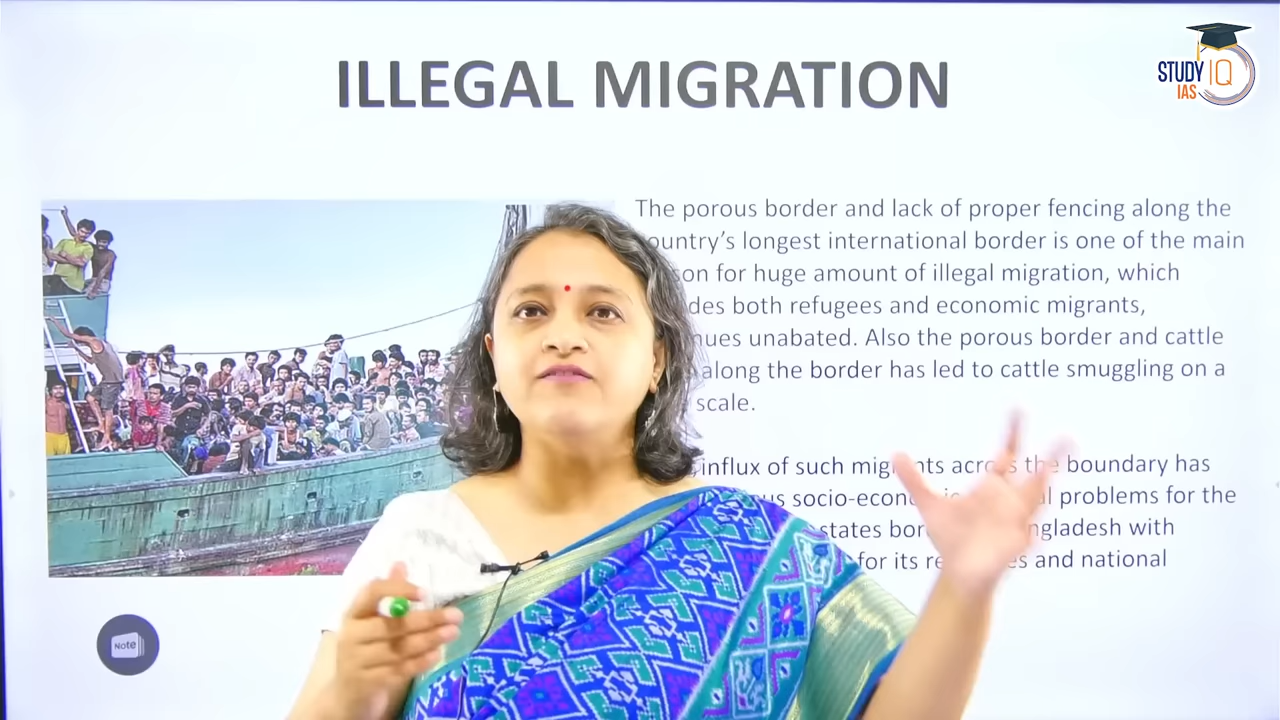 ILLEGAL MIGRATION
STUDY IQ
IAS
The porous border and lack of proper fencing along the
country's longest international border is one of the main
son for huge amount of illegal migration, which
des both refugees and economic migrants,
nues unabated. Also the porous border and cattle
along the border has led to cattle smuggling on a
scale.
influx of such migrants across the boundary has
us socio-econ l problems for the
states bor ngladesh with
for its re es and national
Note